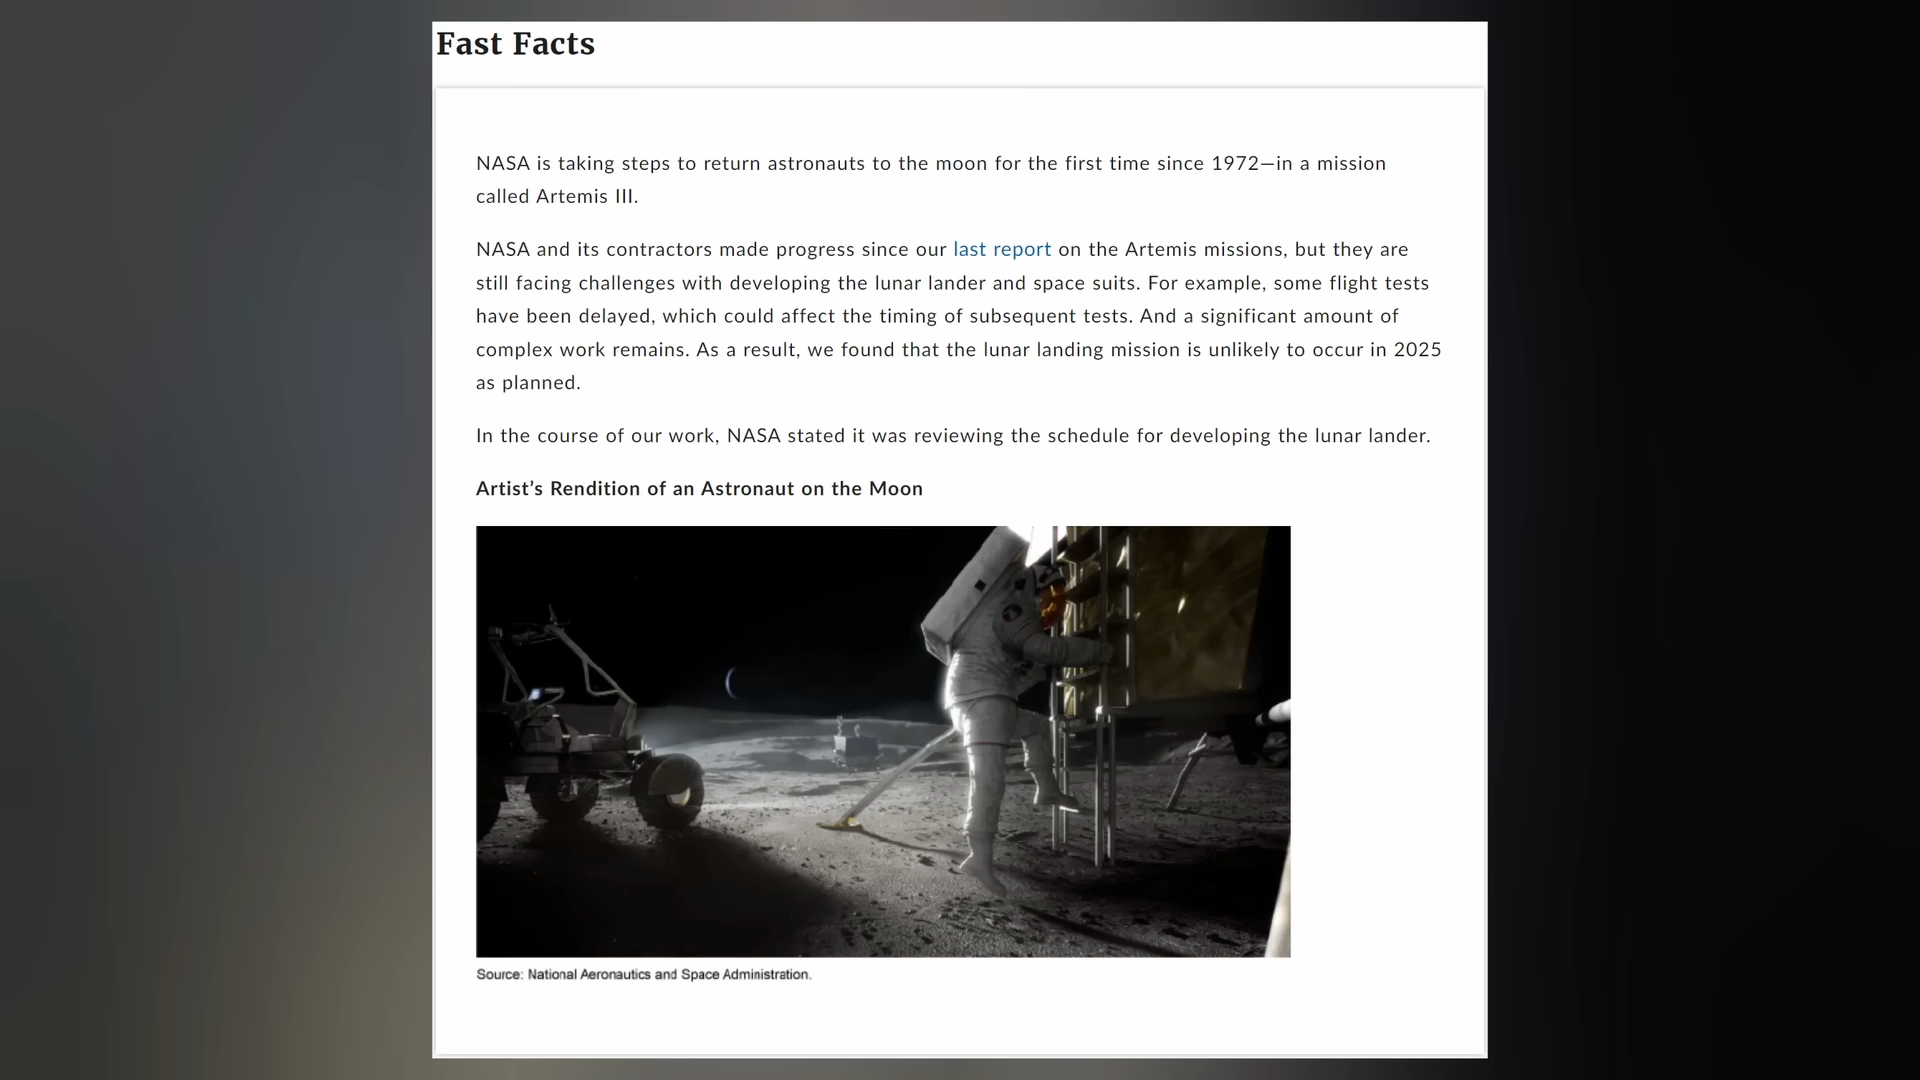 Fast Facts
NASA is taking steps to return astronauts to the moon for the first time since 1972—in a mission
called Artemis III.
NASA and its contractors made progress since our last report on the Artemis missions, but they are
still facing challenges with developing the lunar lander and space suits. For example, some flight tests
have been delayed, which could affect the timing of subsequent tests. And a significant amount of
complex work remains. As a result, we found that the lunar landing mission is unlikely to occur in 2025
as planned.
In the course of our work, NASA stated it was reviewing the schedule for developing the lunar lander.
Artist’s Rendition of an Astronaut on the Moon
Source: National Aeronautics and Space Administration.